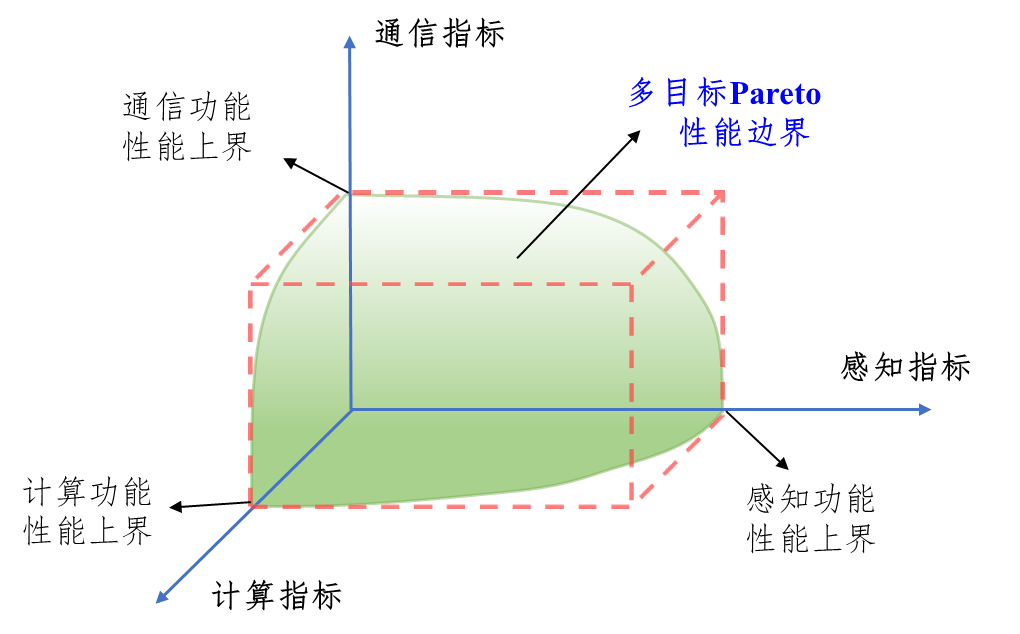 通信指标
通信功能
性能上界
多目标Pareto
性能边界
感知指标
计算功能
性能上界
感知功能
性能上界
计算指标